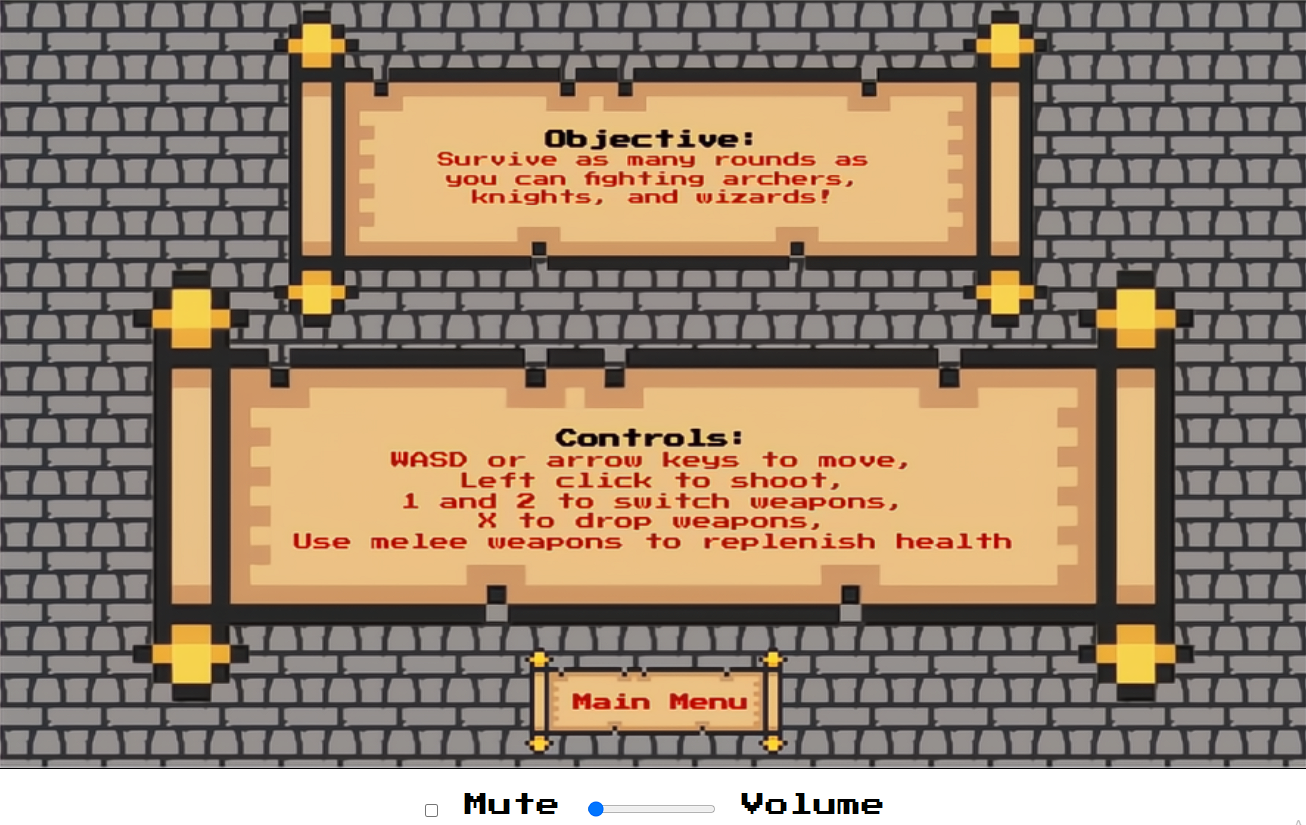 Objective:
Survive as many rounds as
you can fighting archers,
knights, and wizards!
Controls:
WASD or arrow keys to move,
Left click to shoot,
1 and 2 to switch weapons,
X to drop weapons,
Use melee weapons to replenish health
Main Menu
Mute Volume